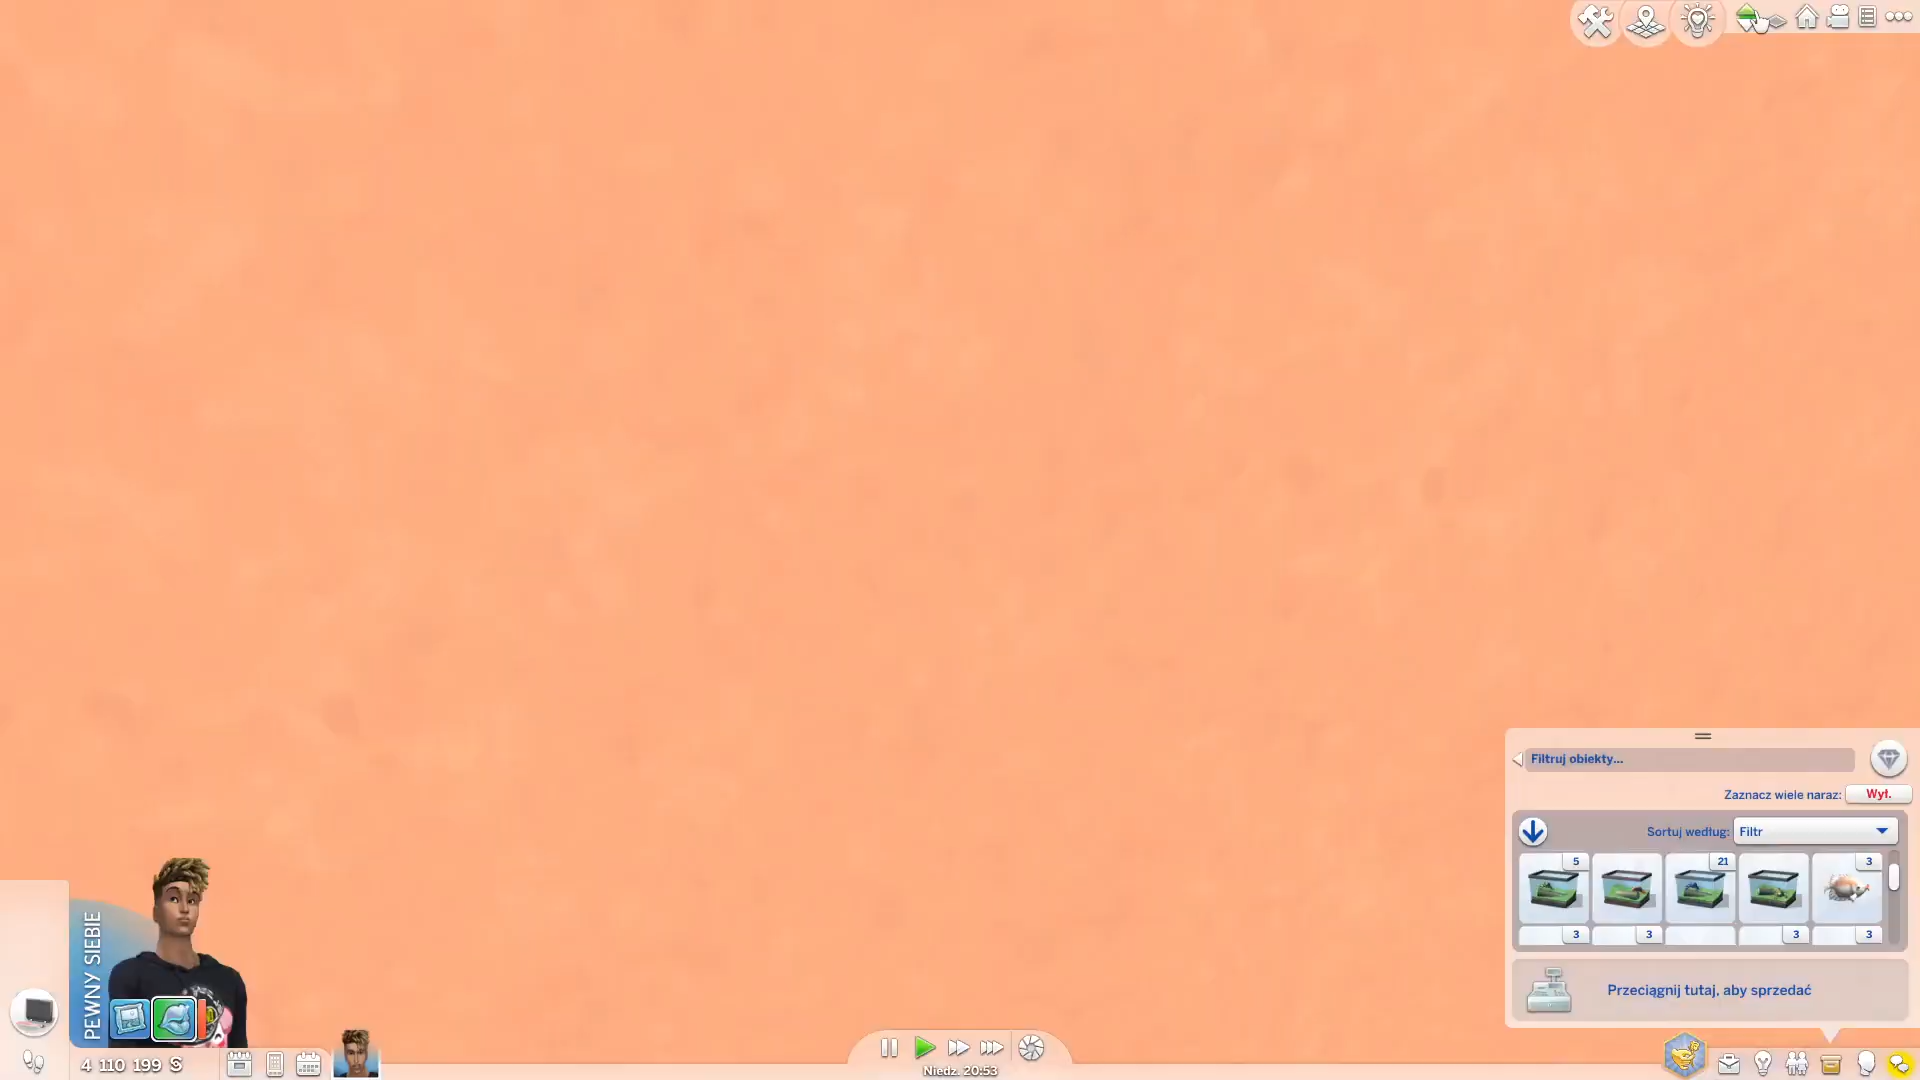 Filtruj obiekty...
Zaznacz wiele naraz: Wył.
Sortuj według: Filtr
5 21 3
3 3 3 3
Przeciągnij tutaj, aby sprzedać
PEWNY SIEBIE
4 110 199 S
Niedz. 20:53